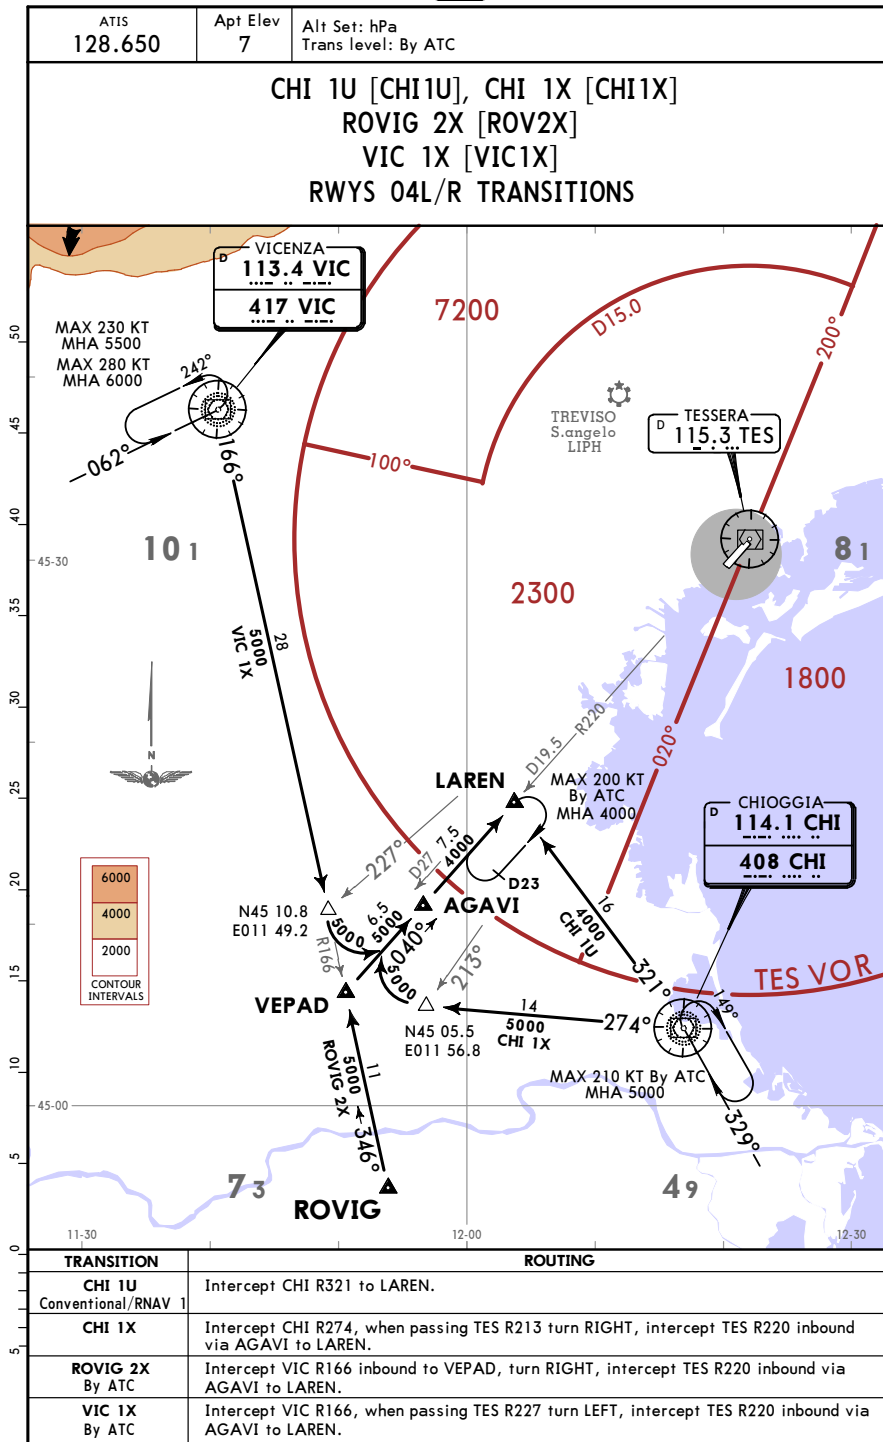 ATIS
128.650
Apt Elev
7
Alt Set: hPa
Trans level: By ATC
CHI 1U [CHI1U], CHI 1X [CHI1X]
ROVIG 2X [ROV2X]
VIC 1X [VIC1X]
RWYS 04L/R TRANSITIONS
VICENZA
D 113.4 VIC
417 VIC
7200
D15.0
200°
MAX 230 KT
MHA 5500
MAX 280 KT
MHA 6000
242°
062°
166°
100°
TREVISO
S.angelo
LIPH
TESSERA
D 115.3 TES
50
45
40
35
30
25
20
15
10
5
0
5
45-30
10 1
8 1
2300
1800
28
5000
VIC 1X
N
R220
D19.5
020°
LAREN
MAX 200 KT
By ATC
MHA 4000
CHIOGGIA
D 114.1 CHI
408 CHI
227°
D27
7.5
4000
D23
6000
4000
2000
CONTOUR
INTERVALS
N45 10.8
E011 49.2
5000
6.5
5000
AGAVI
040°
R166
5000
213°
16
4000
CHI 1U
321°
TES VOR
VEPAD
N45 05.5
E011 56.8
14
5000
CHI 1X
274°
149°
MAX 210 KT By ATC
MHA 5000
329°
11
5000
ROVIG 2X
346°
45-00
7 3
ROVIG
4 9
11-30
12-00
12-30
TRANSITION
ROUTING
CHI 1U
Conventional/RNAV 1
Intercept CHI R321 to LAREN.
CHI 1X
Intercept CHI R274, when passing TES R213 turn RIGHT, intercept TES R220 inbound
via AGAVI to LAREN.
ROVIG 2X
By ATC
Intercept VIC R166 inbound to VEPAD, turn RIGHT, intercept TES R220 inbound via
AGAVI to LAREN.
VIC 1X
By ATC
Intercept VIC R166, when passing TES R227 turn LEFT, intercept TES R220 inbound via
AGAVI to LAREN.